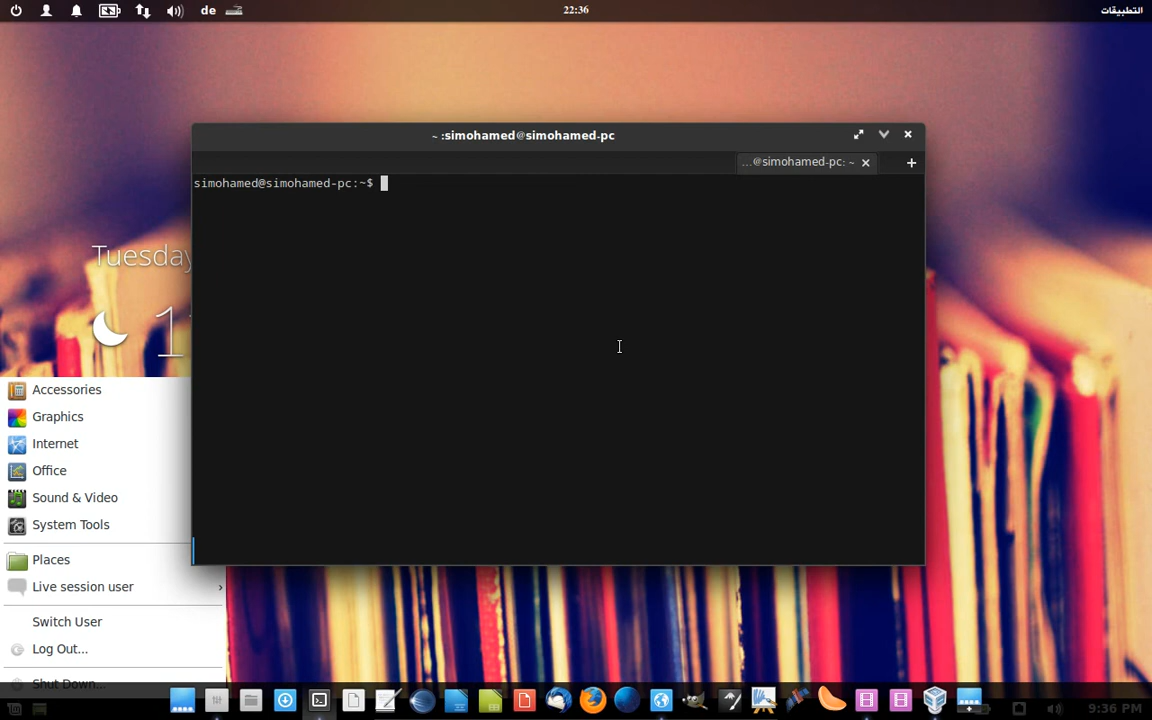 de
22:36
التطبيقات
~ :simohamed@simohamed-pc
...@simohamed-pc: ~
simohamed@simohamed-pc:~$
Tuesday
Accessories
Graphics
Internet
Office
Sound & Video
System Tools
Places
Live session user
Switch User
Log Out...
Shut Down...
9:36 PM